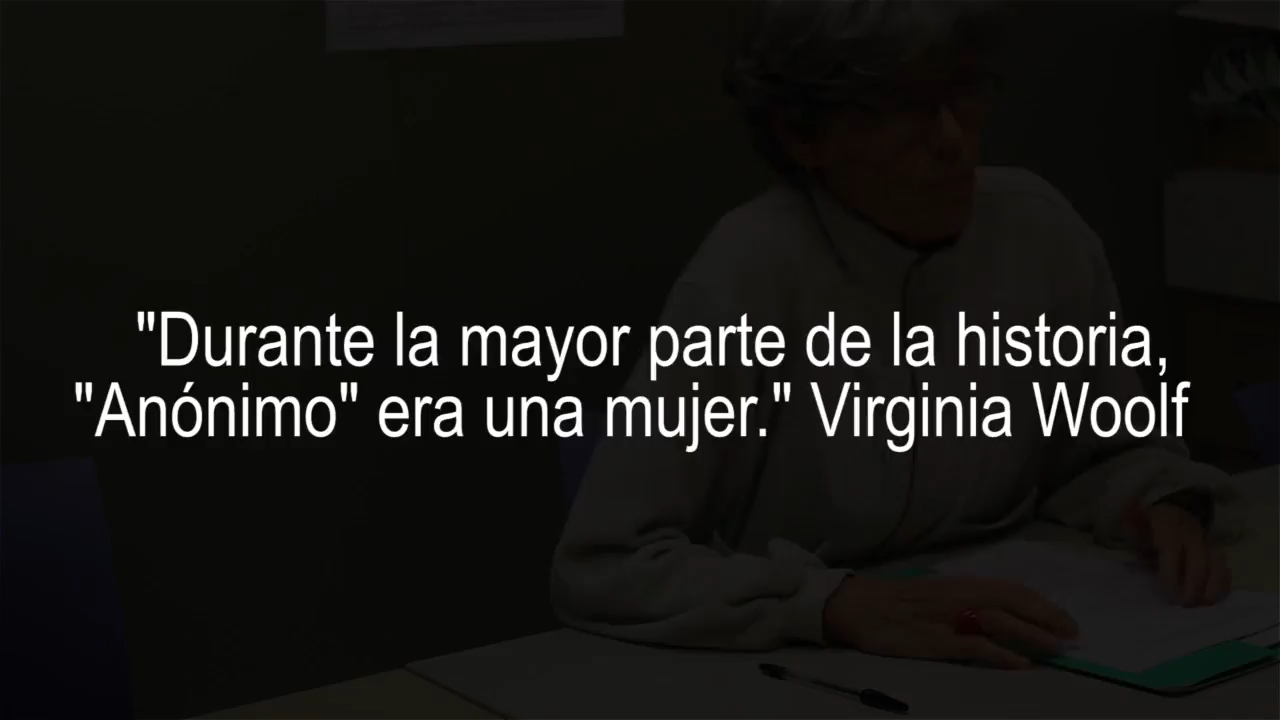 "Durante la mayor parte de la historia,
"Anónimo" era una mujer." Virginia Woolf